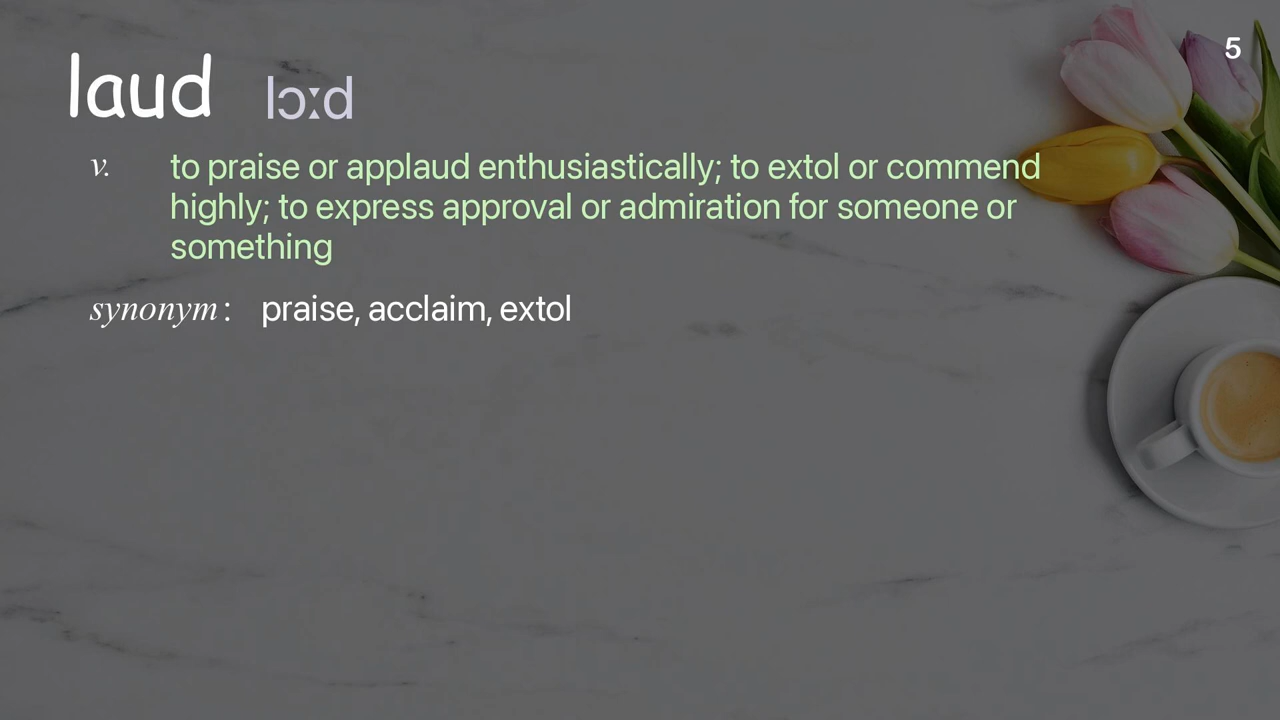 5
laud lɔːd
v. to praise or applaud enthusiastically; to extol or commend
highly; to express approval or admiration for someone or
something
synonym : praise, acclaim, extol